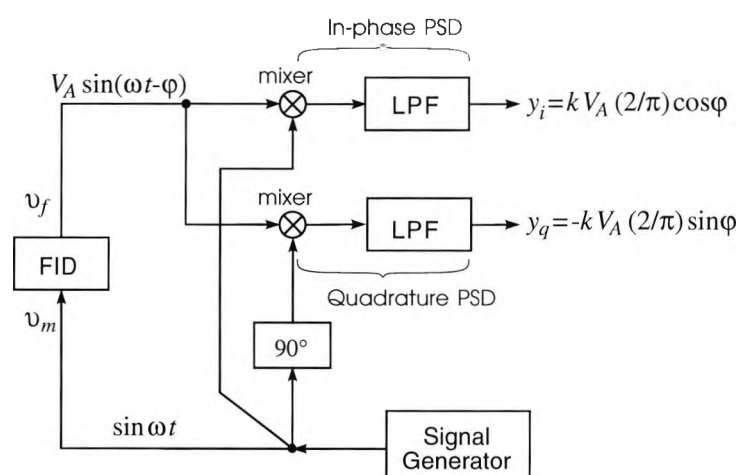 In-phase PSD
V_A sin(ωt-φ)
mixer
LPF
y_i=k V_A (2/π) cosφ
υ_f
mixer
LPF
y_q=-k V_A (2/π) sinφ
FID
Quadrature PSD
υ_m
90°
sin ωt
Signal
Generator